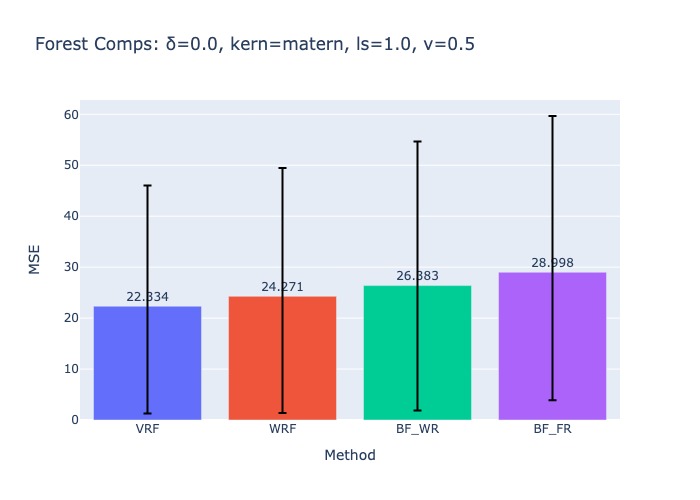 Forest Comps: δ=0.0, kern=matern, ls=1.0, v=0.5
60
50
40
30
20
10
0
MSE
22.334
24.271
26.383
28.998
VRF WRF BF_WR BF_FR
Method